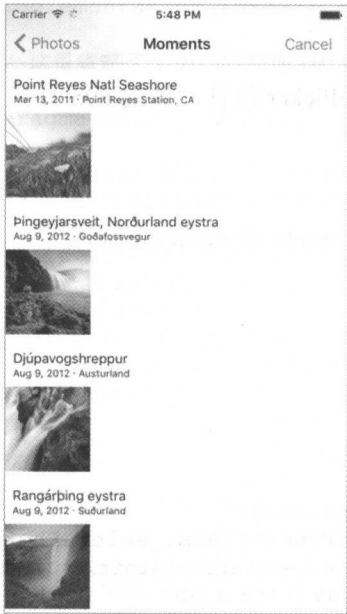 Carrier 5:48 PM
Photos Moments Cancel
Point Reyes Natl Seashore
Mar 13, 2011 · Point Reyes Station, CA
Þingeyjarsveit, Norðurland eystra
Aug 9, 2012 · Goðafossvegur
Djúpavogshreppur
Aug 9, 2012 · Austurland
Rangárþing eystra
Aug 9, 2012 · Suðurland